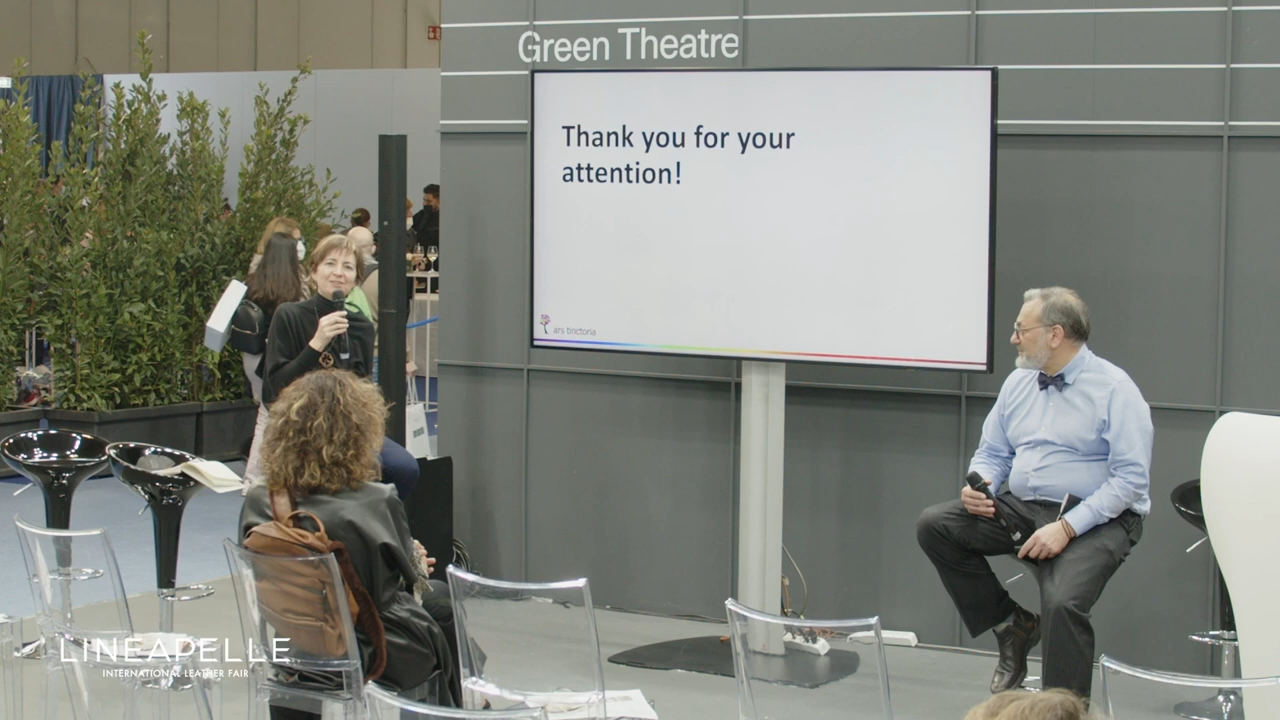 Green Theatre
Thank you for your
attention!
ars tinctoria
LINEAPELLE
INTERNATIONAL LEATHER FAIR